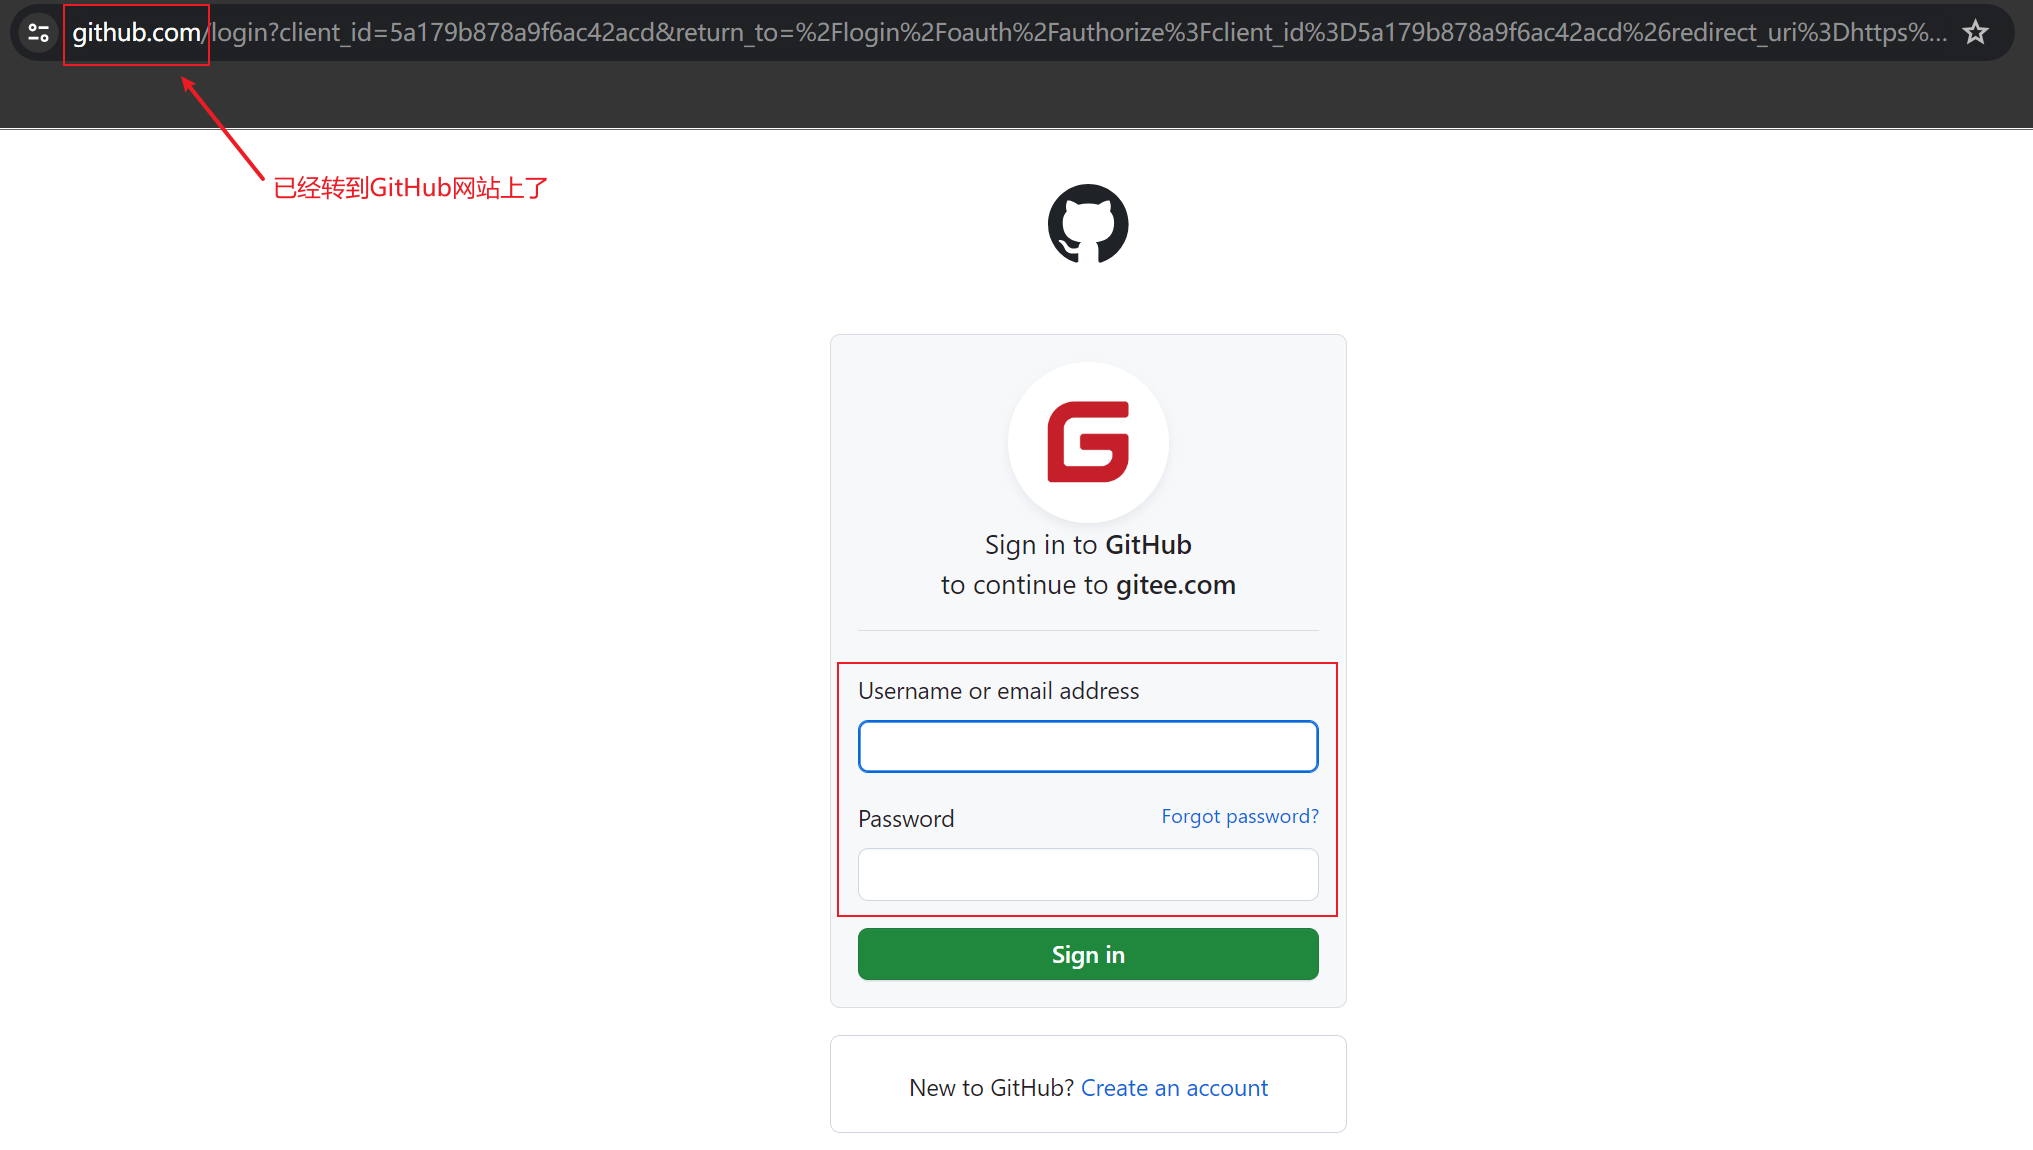 github.com/login?client_id=5a179b878a9f6ac42acd&return_to=%2Flogin%2Foauth%2Fauthorize%3Fclient_id%3D5a179b878a9f6ac42acd%26redirect_uri%3Dhttps%...
已经转到GitHub网站上了
Sign in to GitHub
to continue to gitee.com
Username or email address
Password
Forgot password?
Sign in
New to GitHub? Create an account